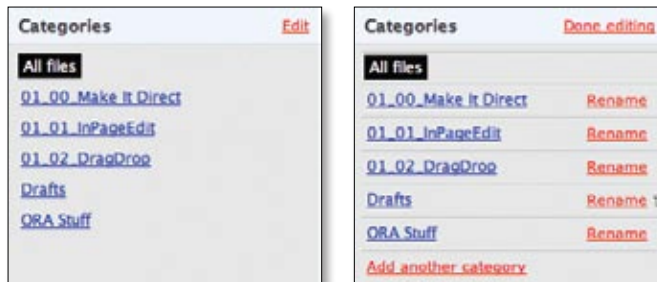 Categories Edit
All files
01_00_Make It Direct
01_01_InPageEdit
01_02_DragDrop
Drafts
ORA Stuff
Categories Done editing
All files
01_00_Make It Direct Rename
01_01_InPageEdit Rename
01_02_DragDrop Rename
Drafts Rename
ORA Stuff Rename
Add another category